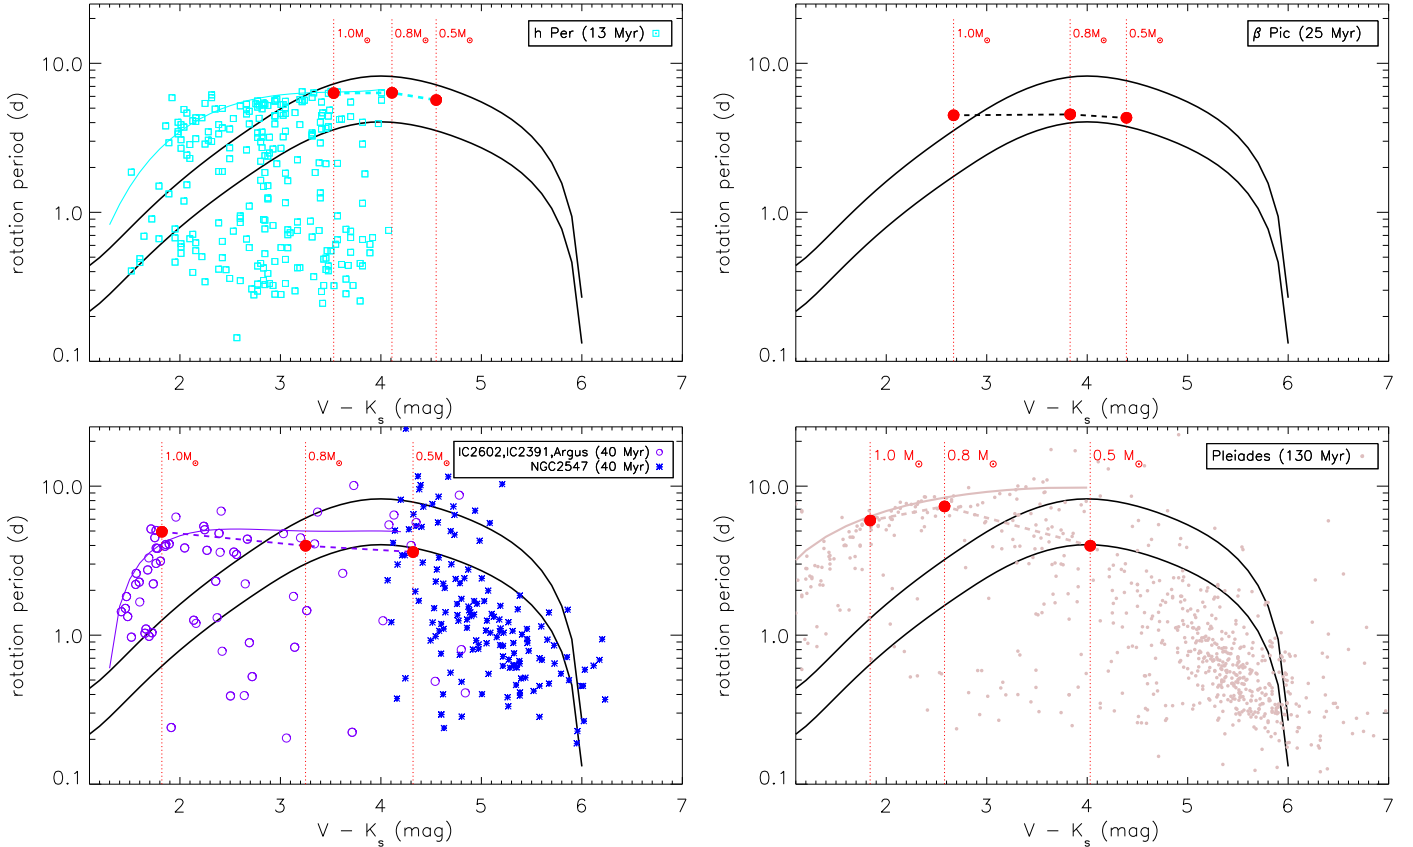 h Per (13 Myr)
1.0M⊙ 0.8M⊙ 0.5M⊙
10.0
1.0
0.1
rotation period (d)
2 3 4 5 6 7
V - Ks (mag)
β Pic (25 Myr)
1.0M⊙ 0.8M⊙ 0.5M⊙
10.0
1.0
0.1
rotation period (d)
2 3 4 5 6 7
V - Ks (mag)
IC2602,IC2391,Argus (40 Myr)
NGC2547 (40 Myr)
1.0M⊙ 0.8M⊙ 0.5M⊙
10.0
1.0
0.1
rotation period (d)
2 3 4 5 6 7
V - Ks (mag)
Pleiades (130 Myr)
1.0 M⊙ 0.8 M⊙ 0.5 M⊙
10.0
1.0
0.1
rotation period (d)
2 3 4 5 6 7
V - Ks (mag)